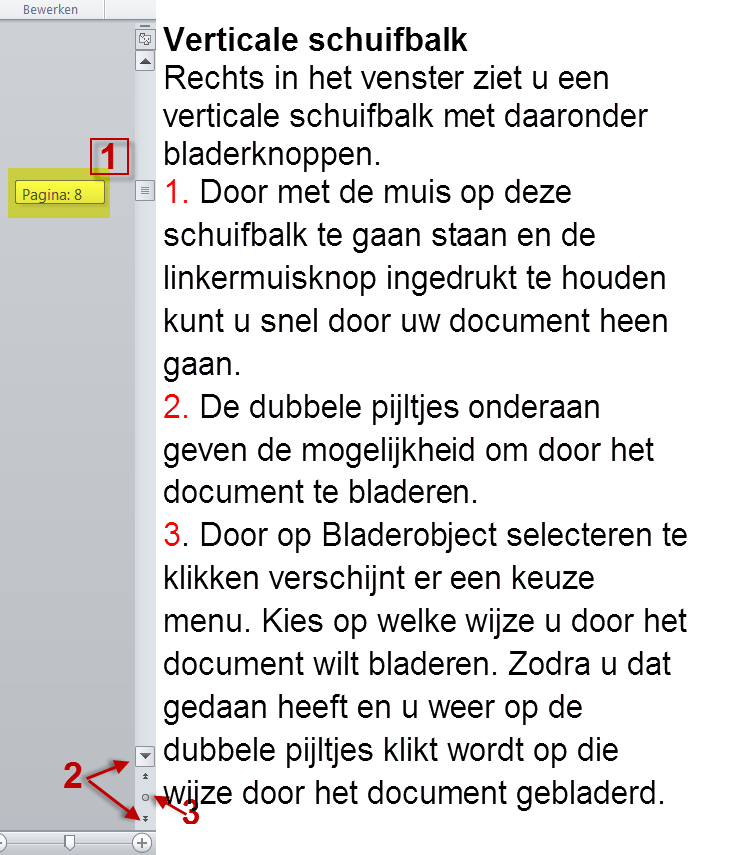 Bewerken
Verticale schuifbalk
Rechts in het venster ziet u een
verticale schuifbalk met daaronder
bladerknoppen.
1
Pagina: 8
1. Door met de muis op deze
schuifbalk te gaan staan en de
linkermuisknop ingedrukt te houden
kunt u snel door uw document heen
gaan.
2. De dubbele pijltjes onderaan
geven de mogelijkheid om door het
document te bladeren.
3. Door op Bladerobject selecteren te
klikken verschijnt er een keuze
menu. Kies op welke wijze u door het
document wilt bladeren. Zodra u dat
gedaan heeft en u weer op de
dubbele pijltjes klikt wordt op die
wijze door het document gebladerd.
2
3